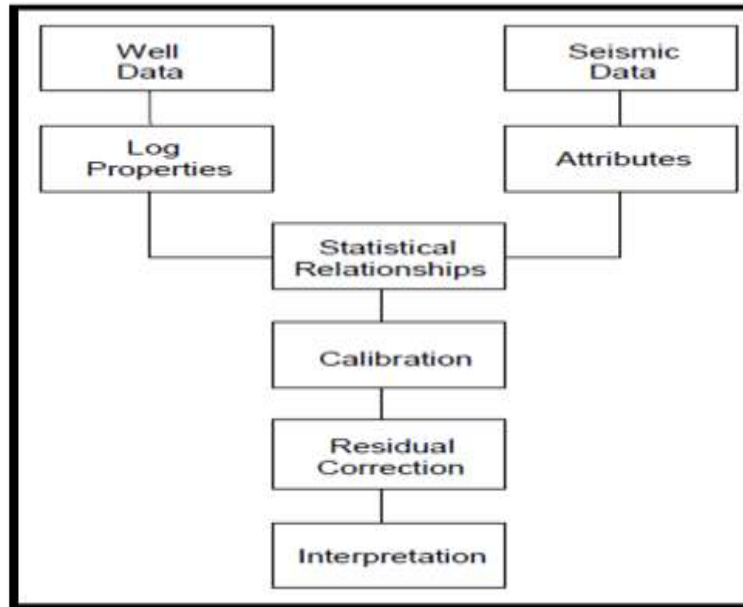 Well
Data
Seismic
Data
Log
Properties
Attributes
Statistical
Relationships
Calibration
Residual
Correction
Interpretation